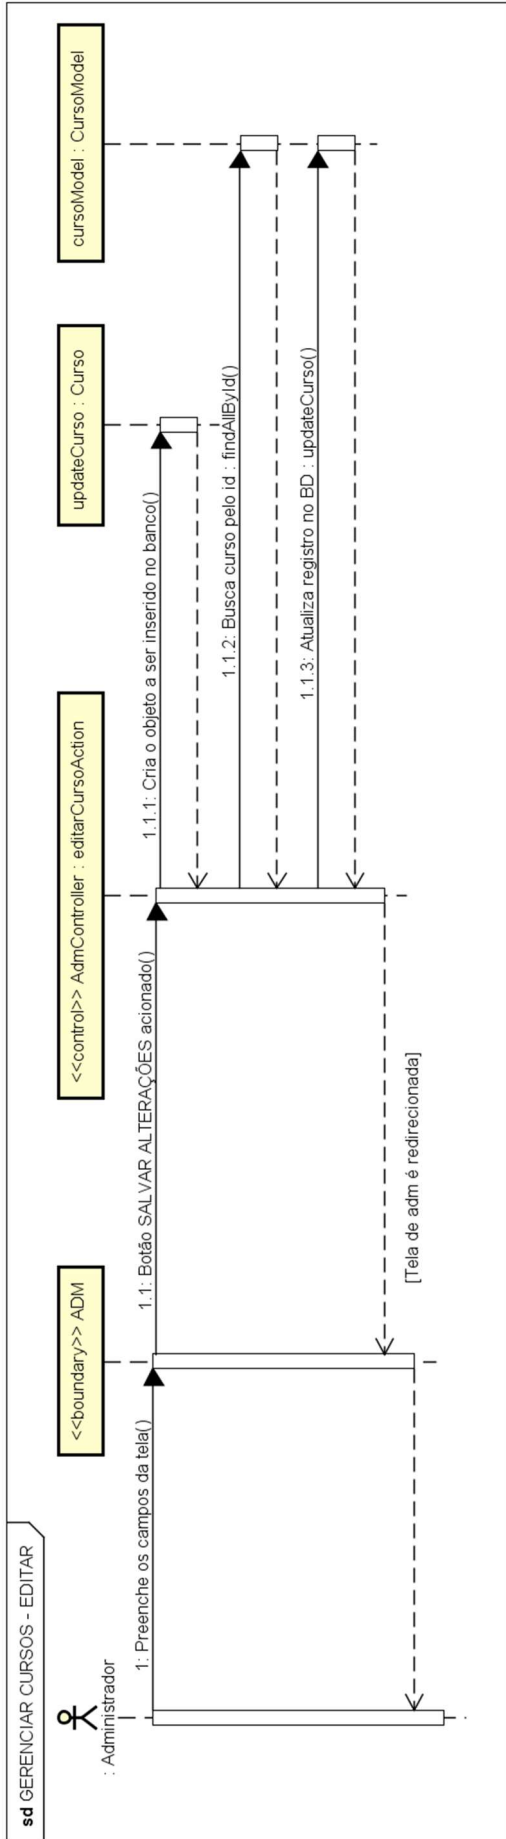 sd GERENCIAR CURSOS - EDITAR
: Administrador
<<boundary>> ADM
<<control>> AdmController : editarCursoAction
updateCurso : Curso
cursoModel : CursoModel
1: Preenche os campos da tela()
1.1: Botão SALVAR ALTERAÇÕES acionado()
1.1.1: Cria o objeto a ser inserido no banco()
1.1.2: Busca curso pelo id : findAllById()
1.1.3: Atualiza registro no BD : updateCurso()
[Tela de adm é redirecionada]